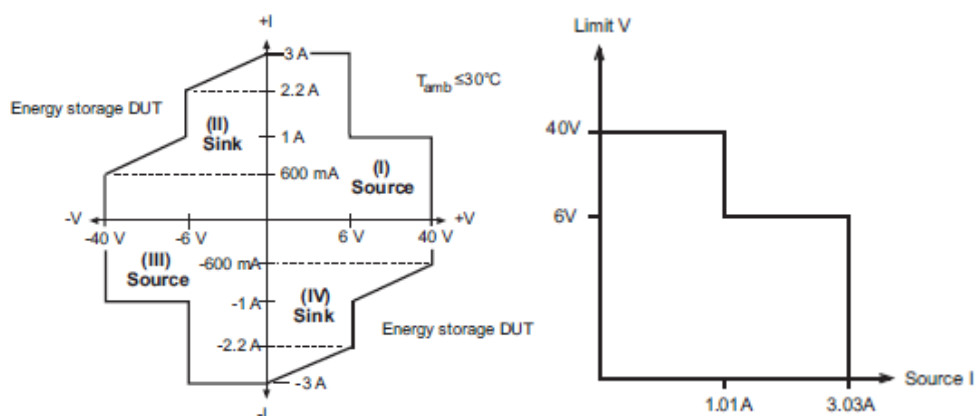 +I
3 A
2.2 A
1 A
600 mA
Energy storage DUT
(II)
Sink
T amb ≤30°C
(I)
Source
-V
-40 V
-6 V
6 V
40 V
+V
(III)
Source
-600 mA
-1 A
-2.2 A
-3 A
(IV)
Sink
Energy storage DUT
-I
Limit V
40V
6V
Source I
1.01A
3.03A